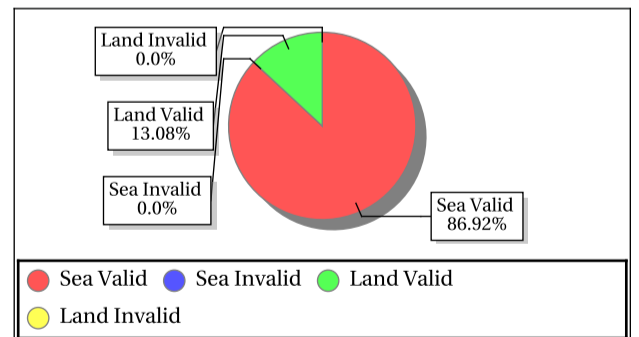 Land Invalid
0.0%
Land Valid
13.08%
Sea Invalid
0.0%
Sea Valid
86.92%
Sea Valid Sea Invalid Land Valid
Land Invalid